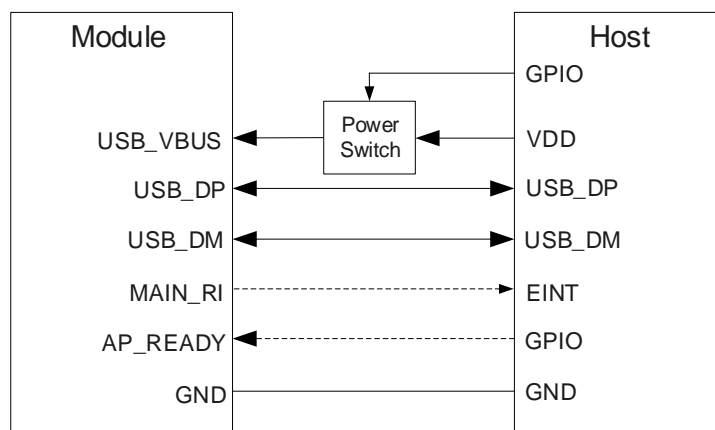 Module
Host
GPIO
Power
Switch
USB_VBUS
VDD
USB_DP
USB_DP
USB_DM
USB_DM
MAIN_RI
EINT
AP_READY
GPIO
GND
GND